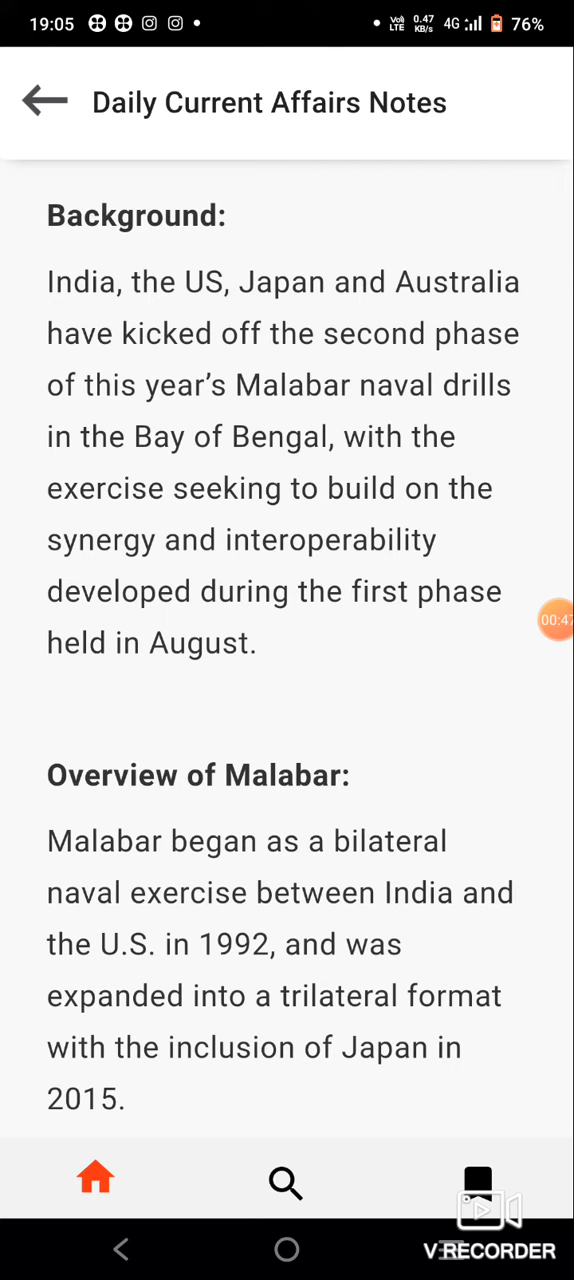 19:05 Vo) LTE 0.47 KB/s 4G 76%
Daily Current Affairs Notes
Background:
India, the US, Japan and Australia
have kicked off the second phase
of this year’s Malabar naval drills
in the Bay of Bengal, with the
exercise seeking to build on the
synergy and interoperability
developed during the first phase
held in August.
00:47
Overview of Malabar:
Malabar began as a bilateral
naval exercise between India and
the U.S. in 1992, and was
expanded into a trilateral format
with the inclusion of Japan in
2015.
V RECORDER